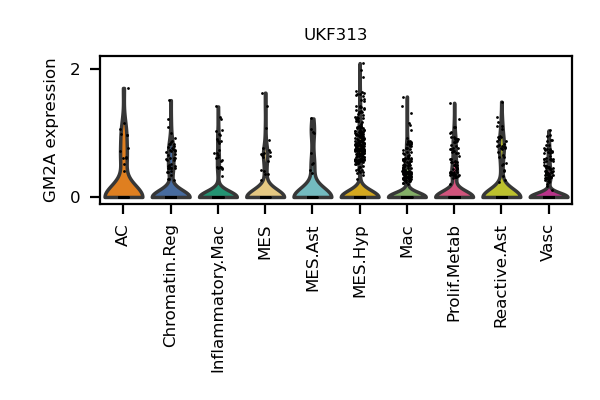 UKF313
GM2A expression
2
0
AC
Chromatin.Reg
Inflammatory.Mac
MES
MES.Ast
MES.Hyp
Mac
Prolif.Metab
Reactive.Ast
Vasc